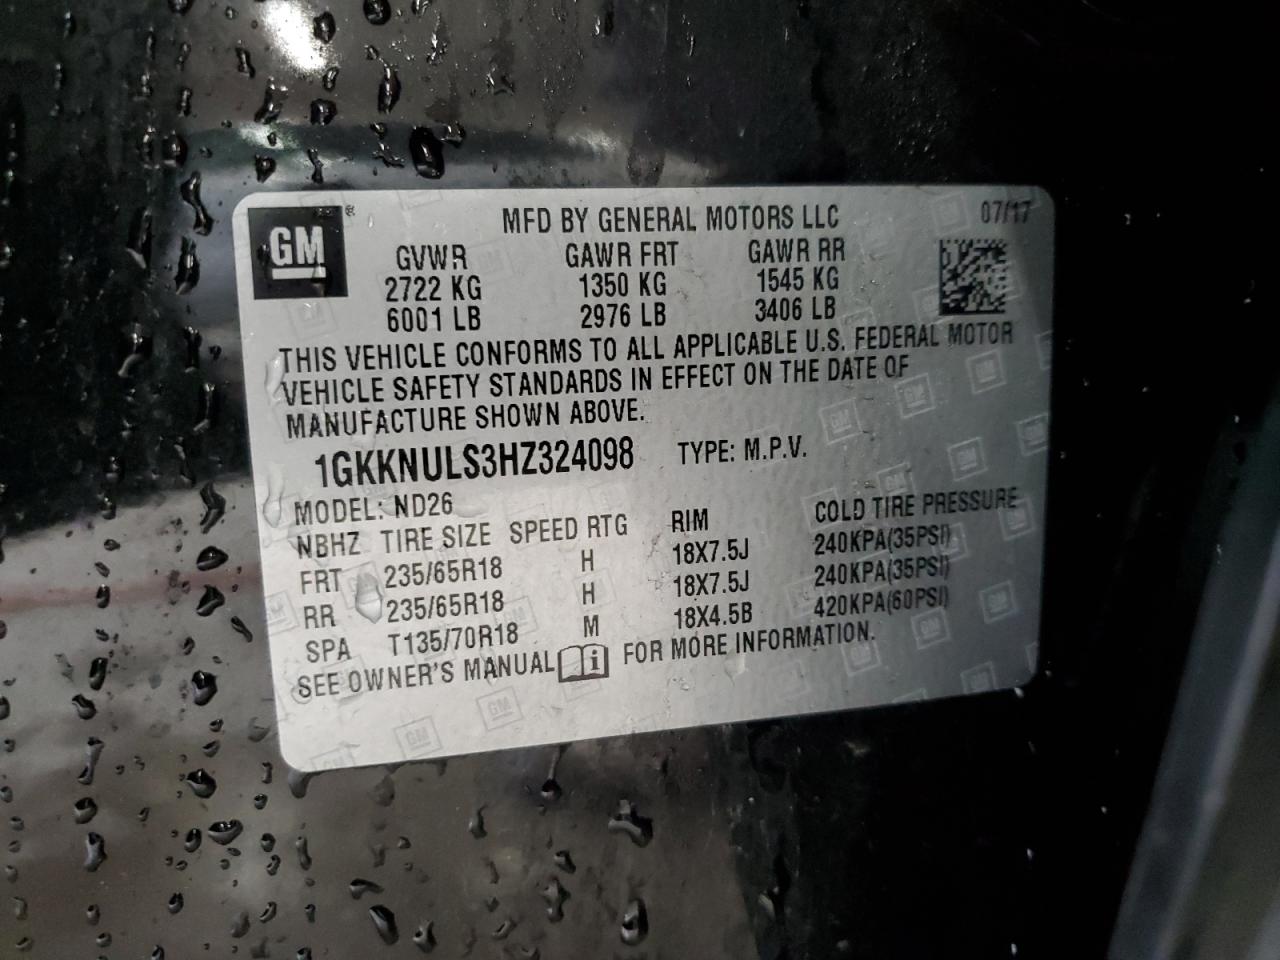 GM ®
MFD BY GENERAL MOTORS LLC 07/17
GVWR GAWR FRT GAWR RR
2722 KG 1350 KG 1545 KG
6001 LB 2976 LB 3406 LB
THIS VEHICLE CONFORMS TO ALL APPLICABLE U.S. FEDERAL MOTOR
VEHICLE SAFETY STANDARDS IN EFFECT ON THE DATE OF
MANUFACTURE SHOWN ABOVE.
1GKKNULS3HZ324098 TYPE: M.P.V.
MODEL: ND26
NBHZ TIRE SIZE SPEED RTG RIM COLD TIRE PRESSURE
FRT 235/65R18 H 18X7.5J 240KPA(35PSI)
RR 235/65R18 H 18X7.5J 240KPA(35PSI)
SPA T135/70R18 M 18X4.5B 420KPA(60PSI)
SEE OWNER'S MANUAL FOR MORE INFORMATION.